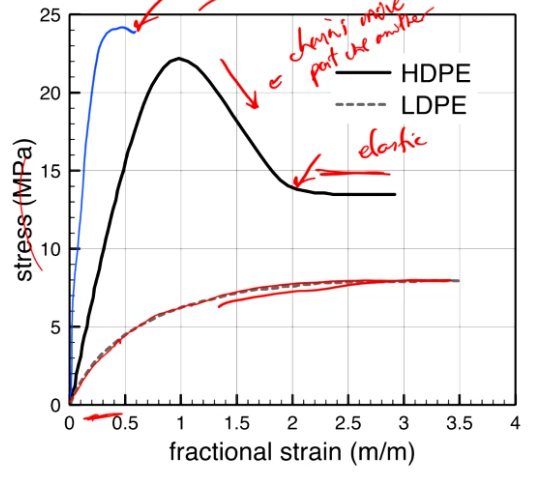 25
chains move
past one another
HDPE
20
LDPE
elastic
15
stress (MPa)
10
5
0
0 0.5 1 1.5 2 2.5 3 3.5 4
fractional strain (m/m)